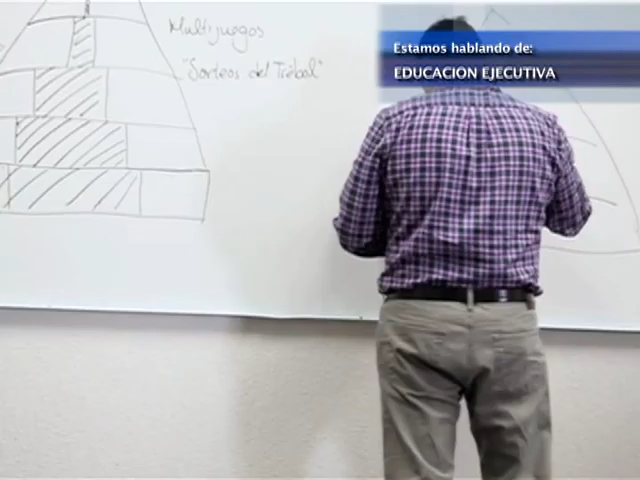 Multijuegos
"Sorteos del Trébol"
Estamos hablando de:
EDUCACION EJECUTIVA